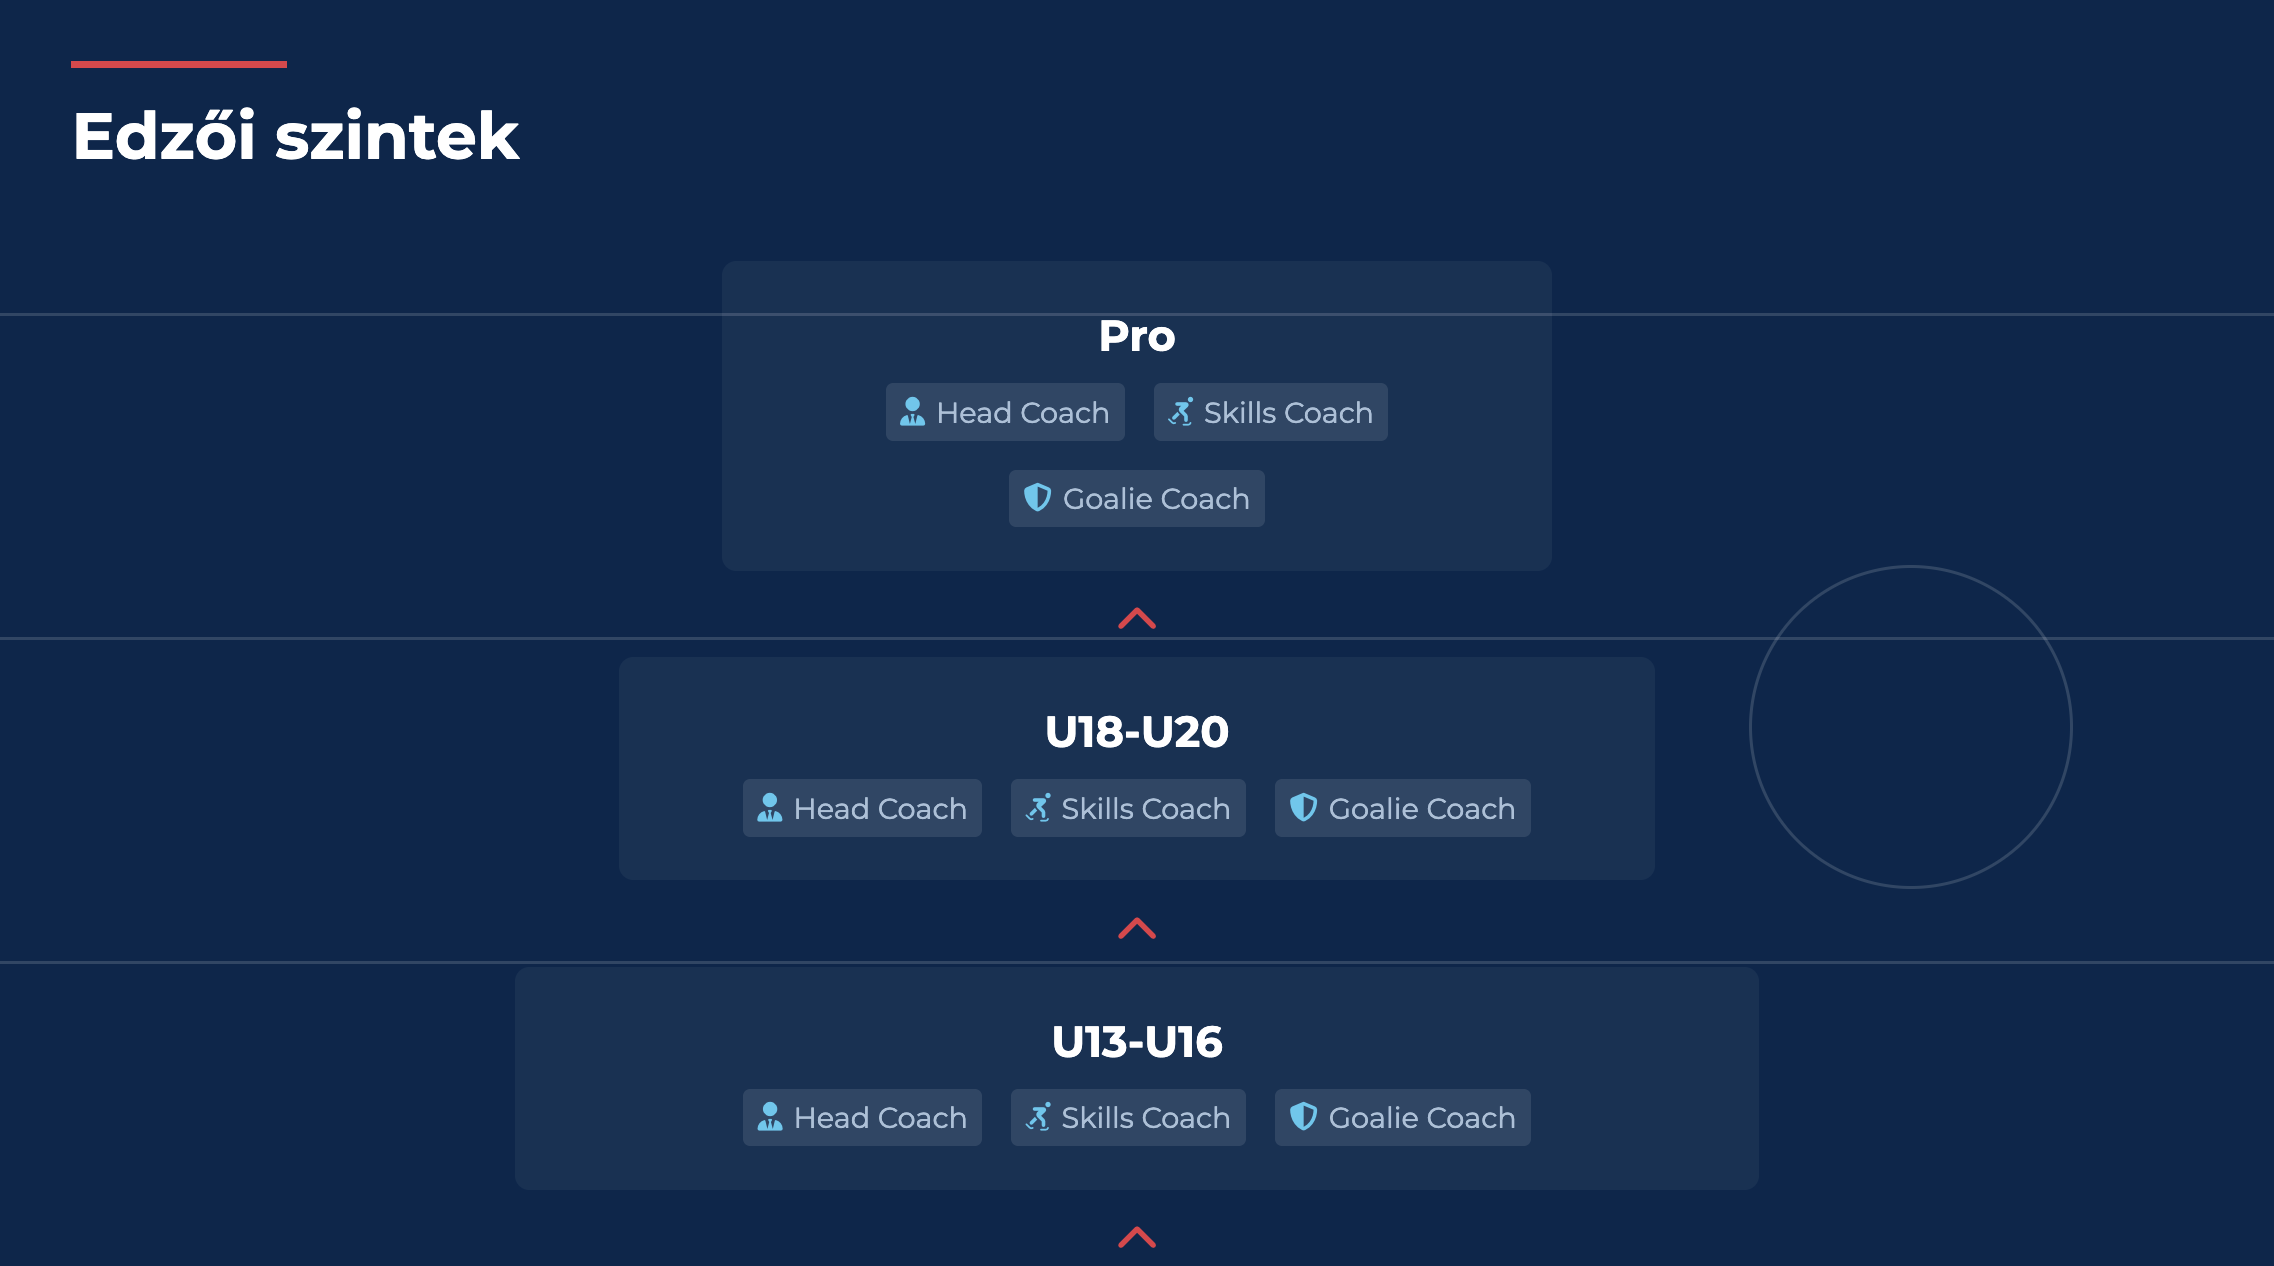 Edzői szintek
Pro
Head Coach Skills Coach
Goalie Coach
U18-U20
Head Coach Skills Coach Goalie Coach
U13-U16
Head Coach Skills Coach Goalie Coach